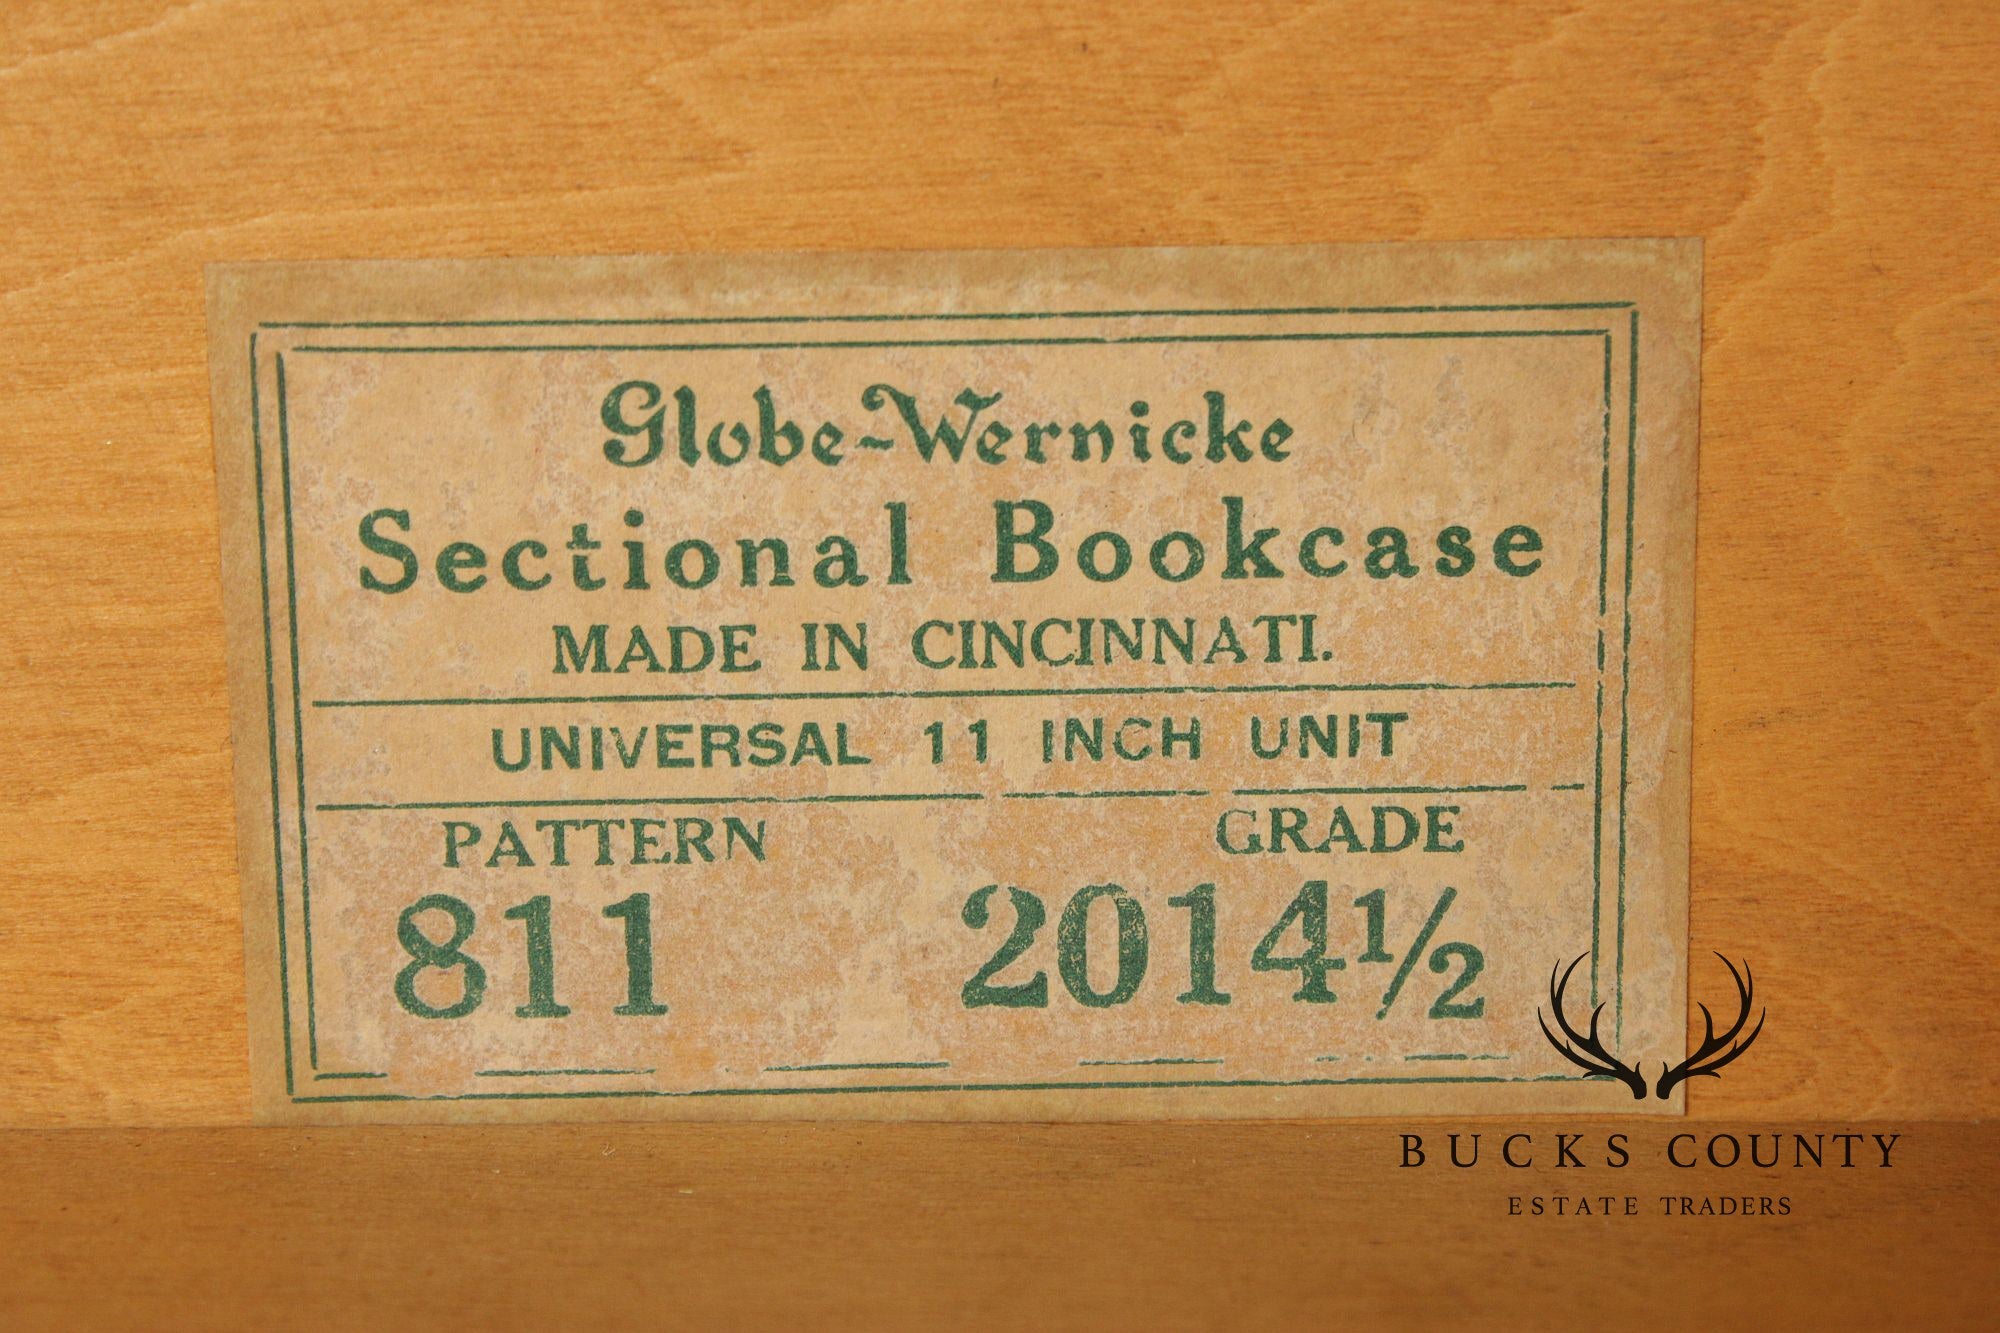 Globe-Wernicke
Sectional Bookcase
MADE IN CINCINNATI.
UNIVERSAL 11 INCH UNIT
PATTERN GRADE
811 2014½
BUCKS COUNTY
ESTATE TRADERS